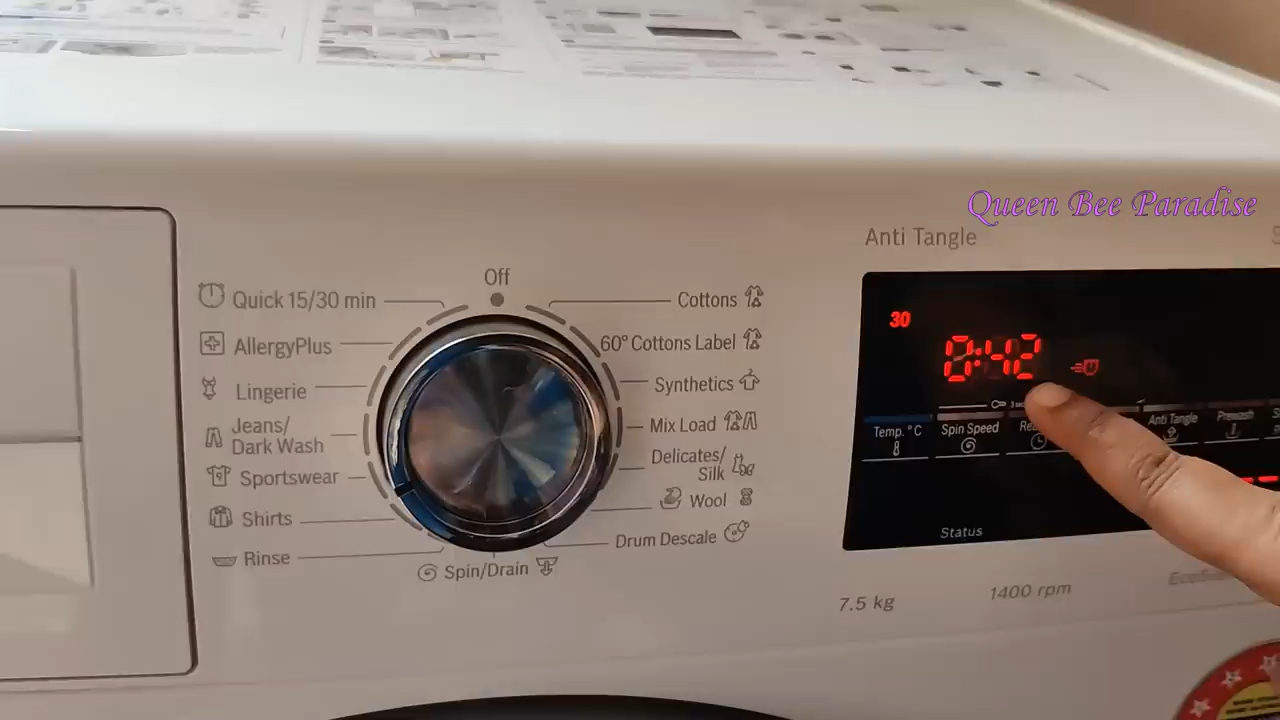 Queen Bee Paradise
Anti Tangle
Off
Quick 15/30 min
AllergyPlus
Lingerie
Jeans/
Dark Wash
Sportswear
Shirts
Rinse
Spin/Drain
Cottons
60° Cottons Label
Synthetics
Mix Load
Delicates/
Silk
Wool
Drum Descale
30
0:42
Temp. °C
Spin Speed
Anti Tangle
Prewash
Status
7.5 kg
1400 rpm